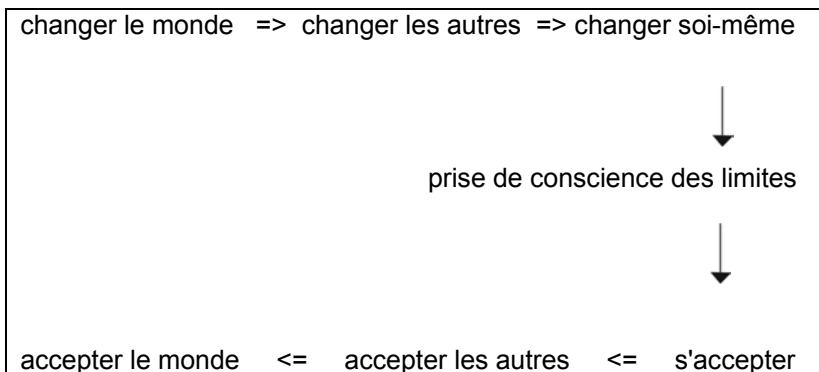 changer le monde => changer les autres => changer soi-même
prise de conscience des limites
accepter le monde <= accepter les autres <= s'accepter